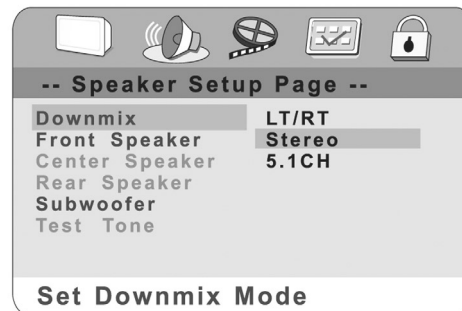 -- Speaker Setup Page --
Downmix
Front Speaker
Center Speaker
Rear Speaker
Subwoofer
Test Tone
LT/RT
Stereo
5.1CH
Set Downmix Mode